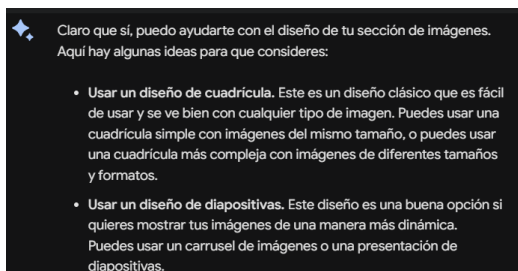 Claro que sí, puedo ayudarte con el diseño de tu sección de imágenes.
Aquí hay algunas ideas para que consideres:
• Usar un diseño de cuadrícula. Este es un diseño clásico que es fácil
de usar y se ve bien con cualquier tipo de imagen. Puedes usar una
cuadrícula simple con imágenes del mismo tamaño, o puedes usar
una cuadrícula más compleja con imágenes de diferentes tamaños
y formatos.
• Usar un diseño de diapositivas. Este diseño es una buena opción si
quieres mostrar tus imágenes de una manera más dinámica.
Puedes usar un carrusel de imágenes o una presentación de
diapositivas.